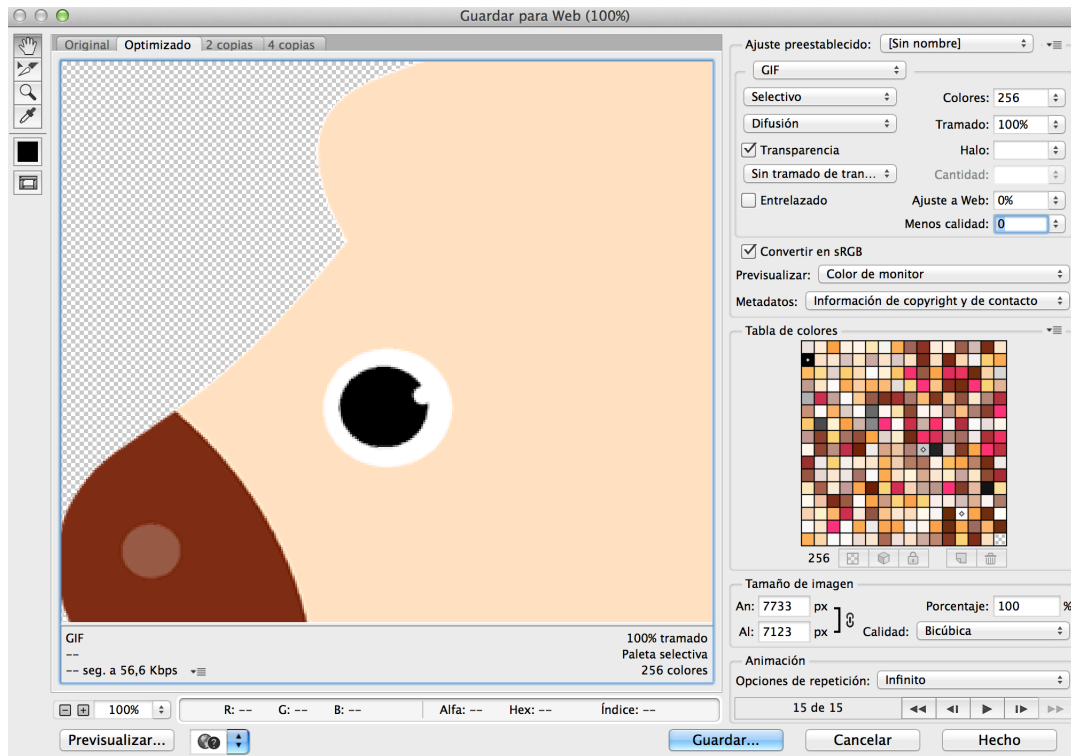 Guardar para Web (100%)
Original Optimizado 2 copias 4 copias
Ajuste preestablecido: [Sin nombre]
GIF
Selectivo Colores: 256
Difusión Tramado: 100%
Transparencia Halo:
Sin tramado de tran... Cantidad:
Entrelazado Ajuste a Web: 0%
Menos calidad: 0
Convertir en sRGB
Previsualizar: Color de monitor
Metadatos: Información de copyright y de contacto
Tabla de colores
256
Tamaño de imagen
An: 7733 px Porcentaje: 100 %
Al: 7123 px Calidad: Bicúbica
Animación
Opciones de repetición: Infinito
15 de 15
GIF 100% tramado
-- Paleta selectiva
-- seg. a 56,6 Kbps 256 colores
100% R: -- G: -- B: -- Alfa: -- Hex: -- Índice: --
Previsualizar... Guardar... Cancelar Hecho